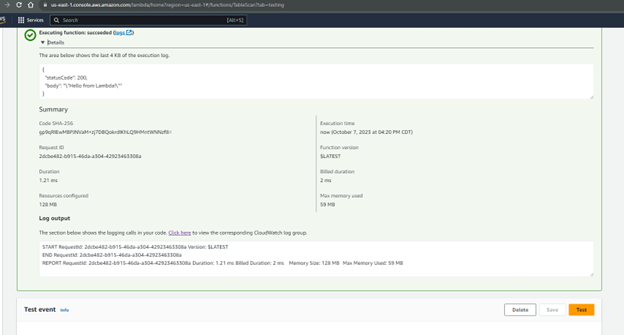 us-east-1.console.aws.amazon.com/lambda/home?region=us-east-1#/functions/TableScan?tab=testing
Services
Search
[Alt+S]
Executing function: succeeded (logs)
Details
The area below shows the last 4 KB of the execution log.
{
"statusCode": 200,
"body": "\"Hello from Lambda!\""
}
Summary
Code SHA-256
Execution time
now (October 7, 2023 at 04:20 PM CDT)
Request ID
2dcbe482-b915-46da-a304-42923463308a
Function version
$LATEST
Duration
1.21 ms
Billed duration
2 ms
Resources configured
128 MB
Max memory used
59 MB
Log output
The section below shows the logging calls in your code. Click here to view the corresponding CloudWatch log group.
START RequestId: 2dcbe482-b915-46da-a304-42923463308a Version: $LATEST
END RequestId: 2dcbe482-b915-46da-a304-42923463308a
REPORT RequestId: 2dcbe482-b915-46da-a304-42923463308a Duration: 1.21 ms Billed Duration: 2 ms Memory Size: 128 MB Max Memory Used: 59 MB
Test event Info
Delete
Save
Test